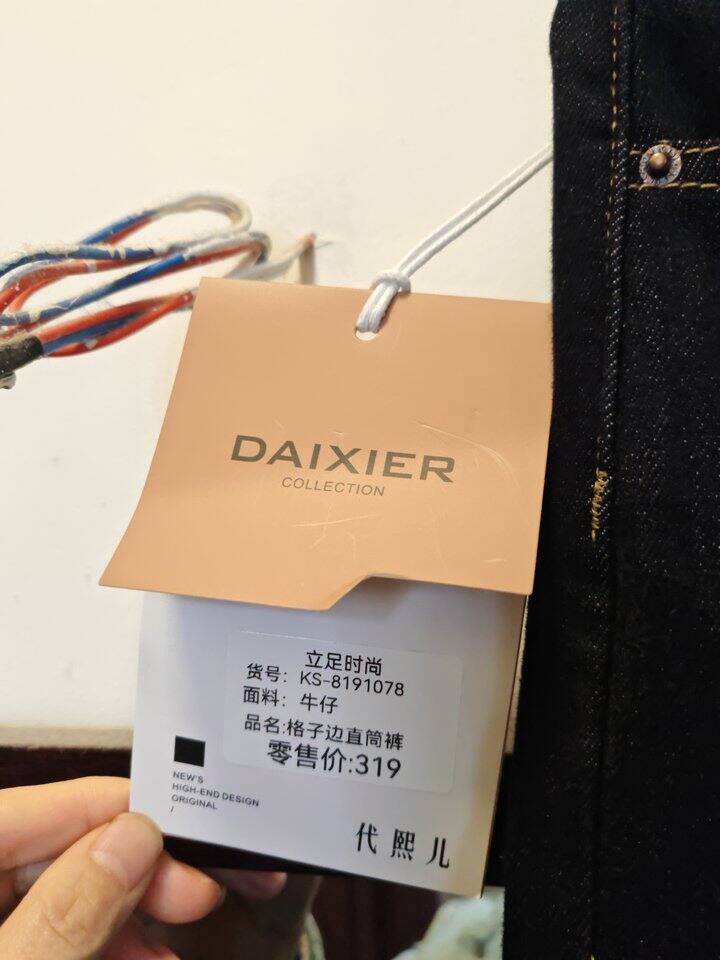 DAIXIER
COLLECTION
立足时尚
货号: KS-8191078
面料: 牛仔
品名:格子边直筒裤
零售价:319
NEW'S
HIGH-END DESIGN
ORIGINAL
/
代熙儿